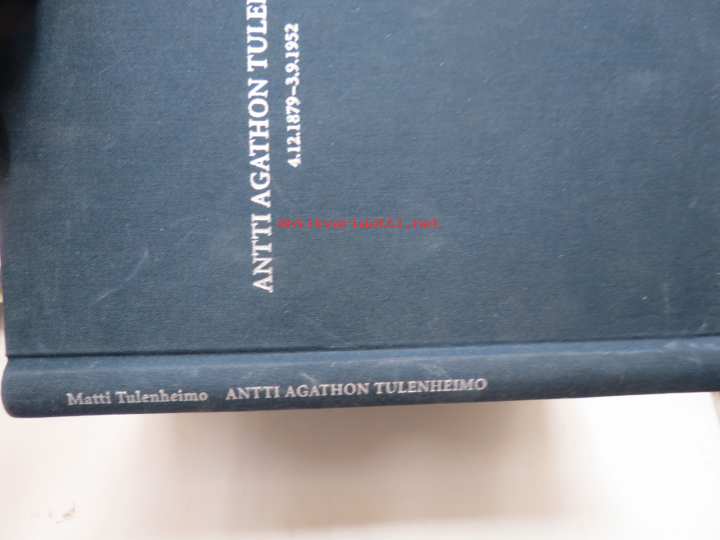 ANTTI AGATHON TULE
4.12.1879–3.9.1952
Matti Tulenheimo ANTTI AGATHON TULENHEIMO